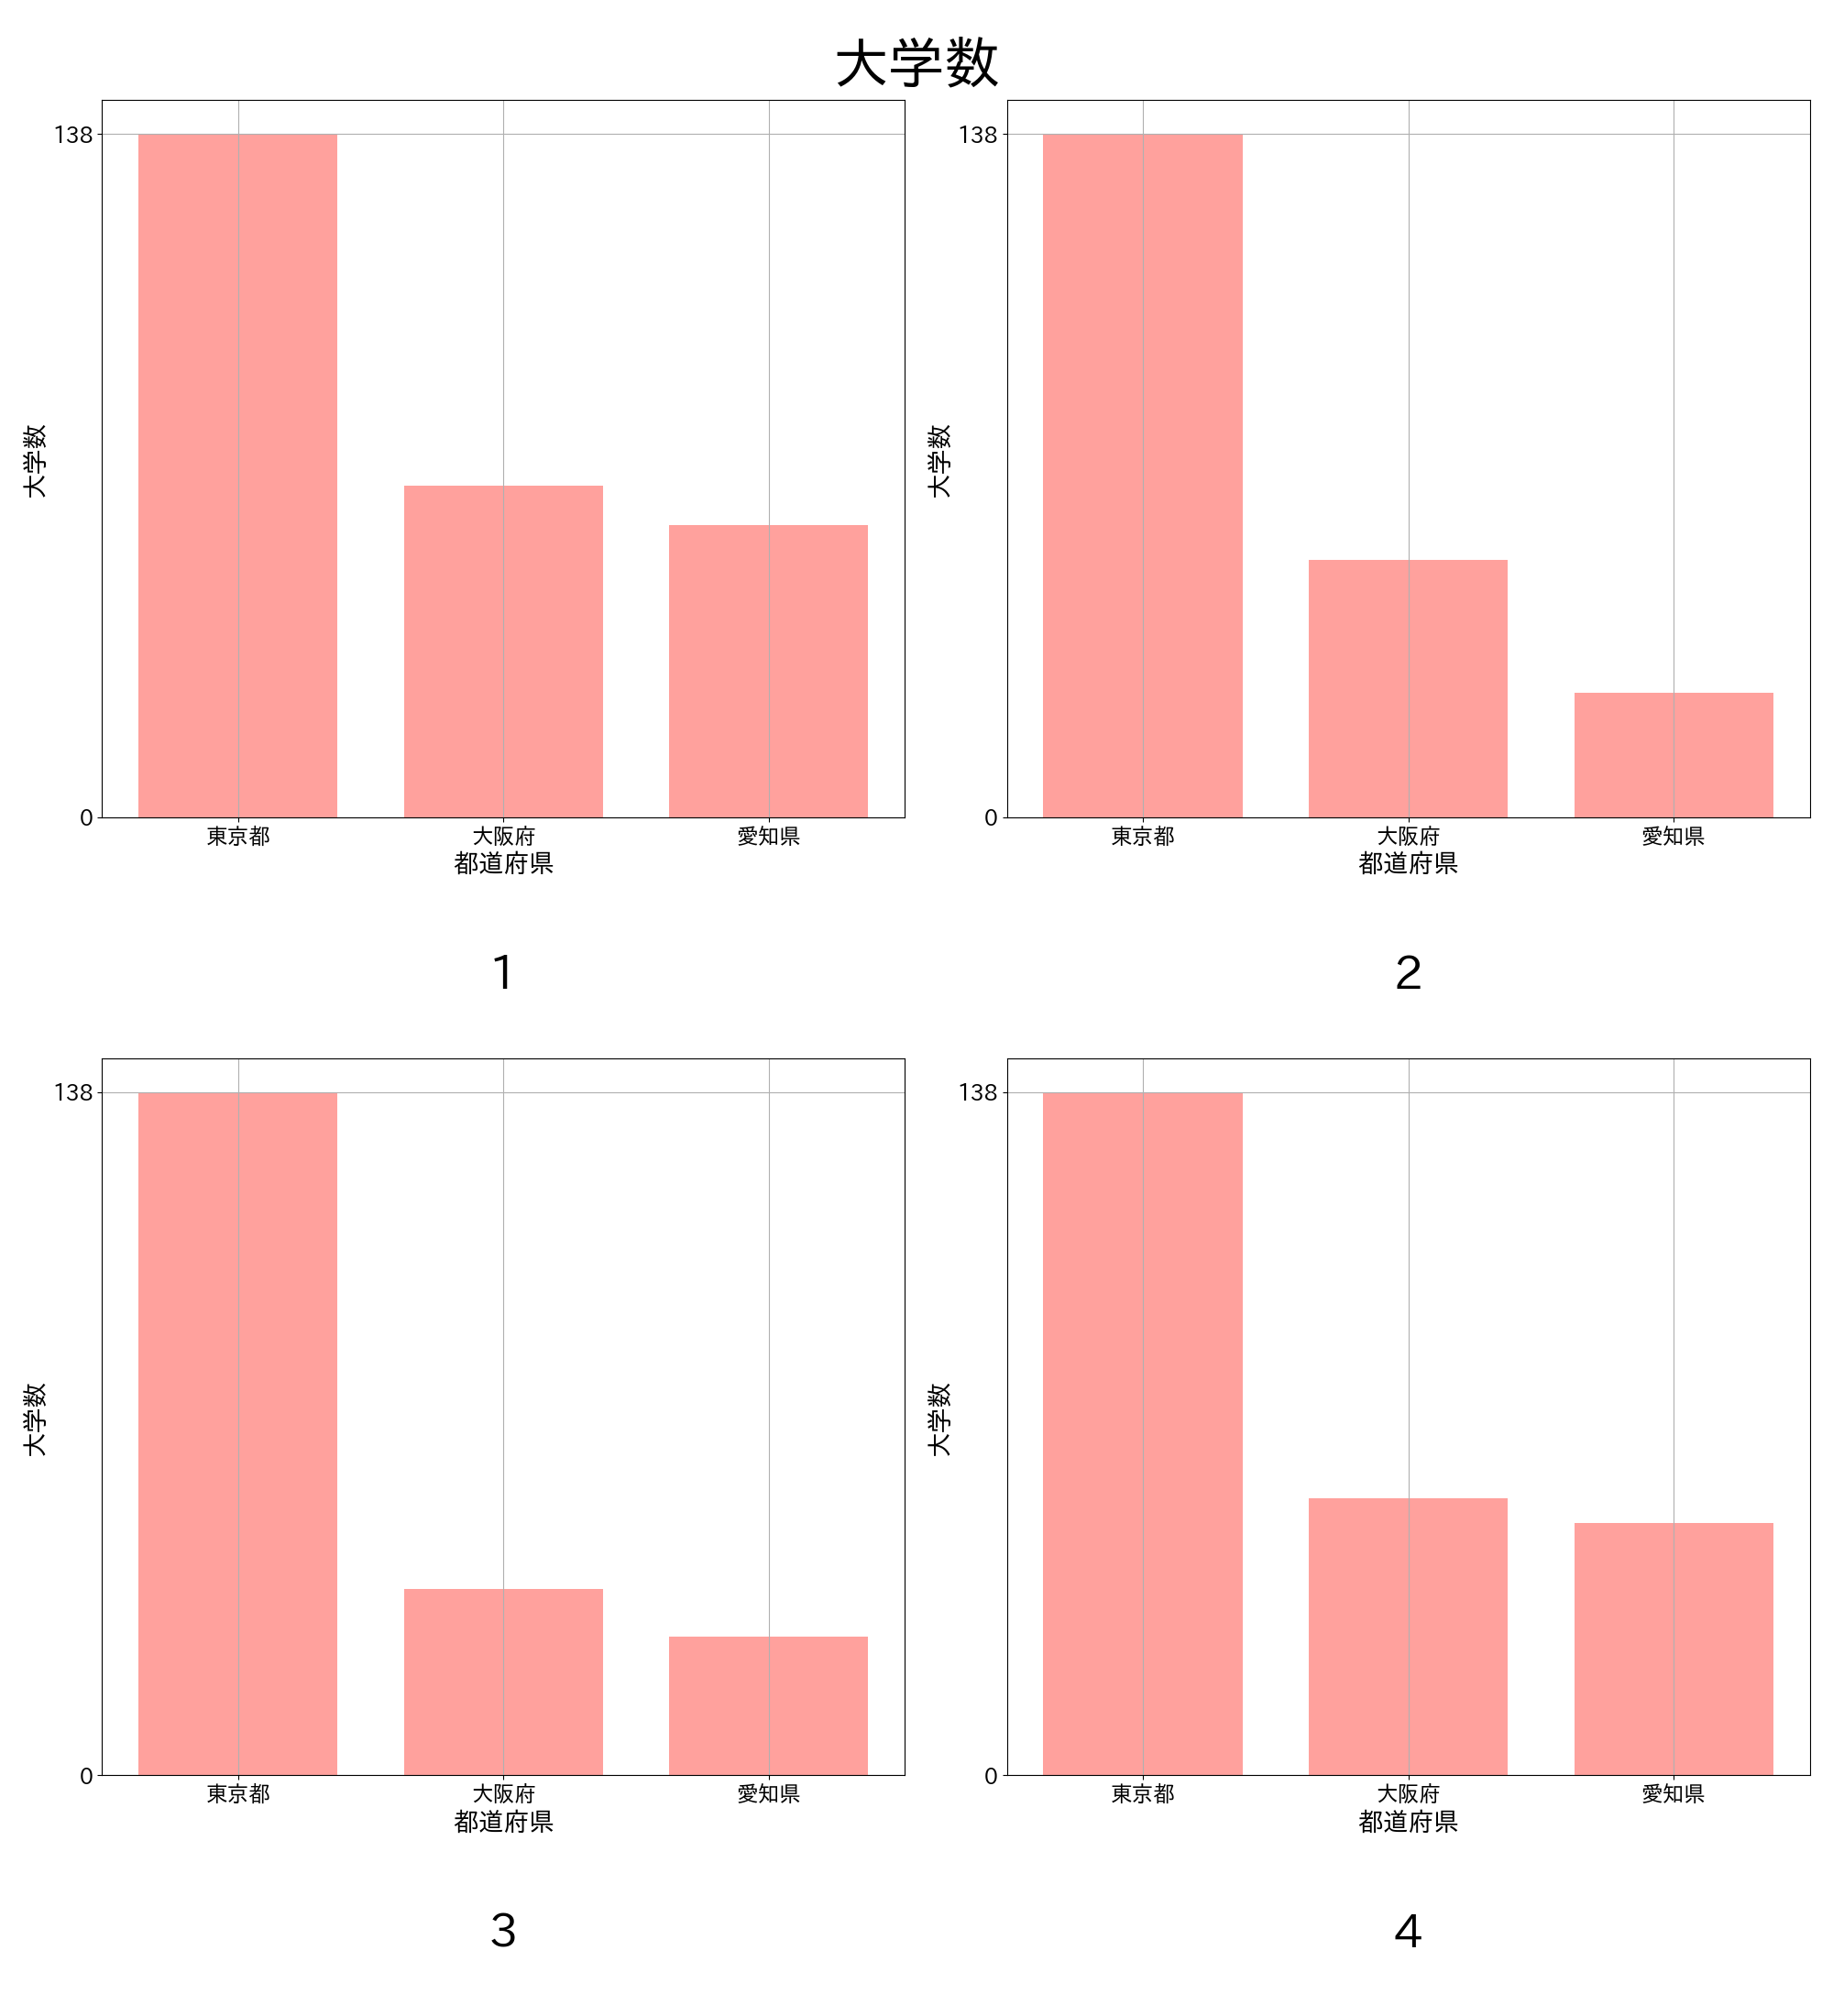 大学数
138
0
大学数
東京都 大阪府 愛知県
都道府県
1
138
0
大学数
東京都 大阪府 愛知県
都道府県
2
138
0
大学数
東京都 大阪府 愛知県
都道府県
3
138
0
大学数
東京都 大阪府 愛知県
都道府県
4